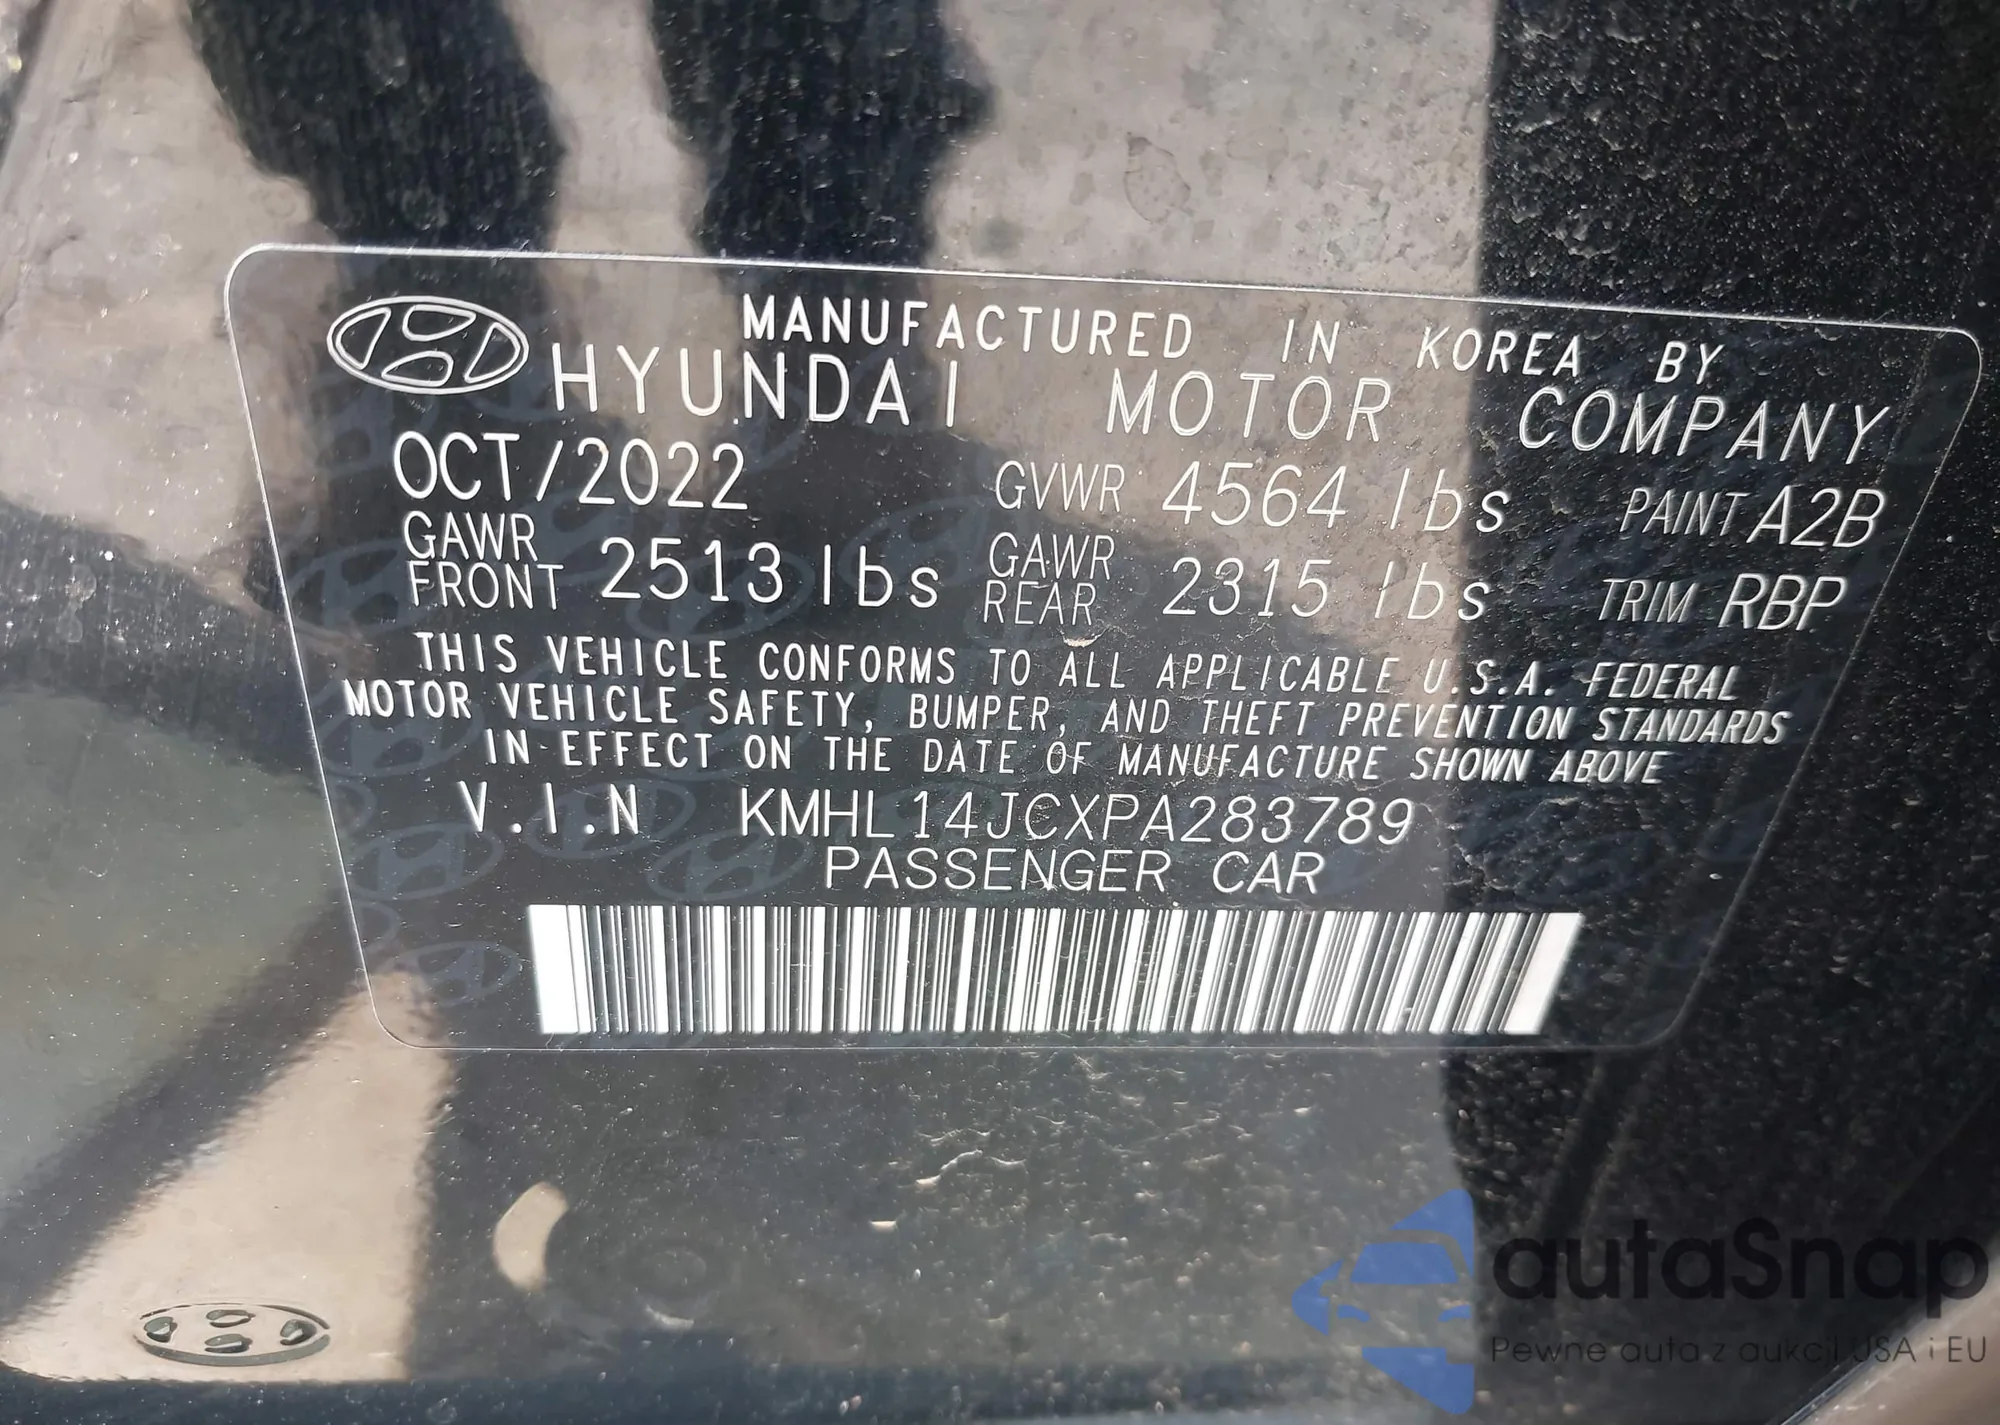 MANUFACTURED IN KOREA BY
HYUNDAI MOTOR COMPANY
OCT/2022 GVWR 4564 lbs PAINT A2B
GAWR FRONT 2513 lbs GAWR REAR 2315 lbs TRIM RBP
THIS VEHICLE CONFORMS TO ALL APPLICABLE U.S.A. FEDERAL
MOTOR VEHICLE SAFETY, BUMPER, AND THEFT PREVENTION STANDARDS
IN EFFECT ON THE DATE OF MANUFACTURE SHOWN ABOVE
V.I.N KMHL14JCXPA283789
PASSENGER CAR
autaSnap
Pewne auta z aukcji USA i EU